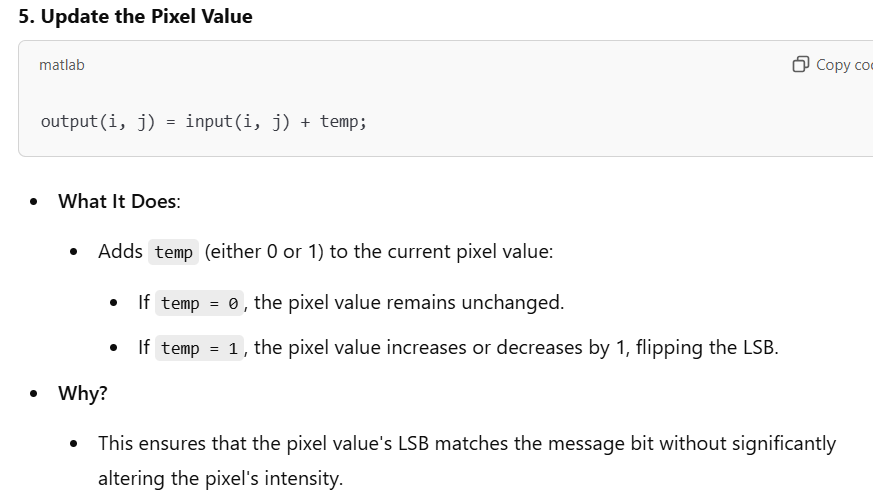 5. Update the Pixel Value
matlab
Copy co
output(i, j) = input(i, j) + temp;
What It Does:
Adds temp (either 0 or 1) to the current pixel value:
If temp = 0, the pixel value remains unchanged.
If temp = 1, the pixel value increases or decreases by 1, flipping the LSB.
Why?
This ensures that the pixel value's LSB matches the message bit without significantly
altering the pixel's intensity.